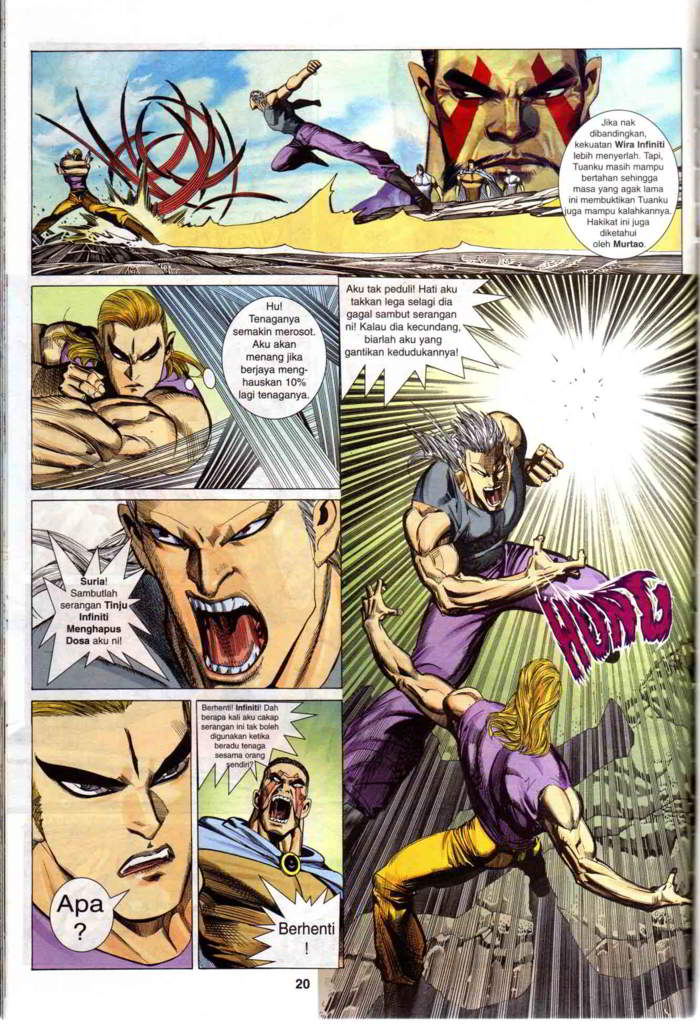 Jika nak
dibandingkan,
kekuatan Wira Infiniti
lebih menyerlah. Tapi,
Tuanku masih mampu
bertahan sehingga
masa yang agak lama
ini membuktikan Tuanku
juga mampu kalahkannya.
Hakikat ini juga
diketahui
oleh Murtao.
Hu!
Tenaganya
semakin merosot.
Aku akan
menang jika
berjaya meng-
hauskan 10%
lagi tenaganya.
Aku tak peduli! Hati aku
takkan lega selagi dia
gagal sambut serangan
ni! Kalau dia kecundang,
biarlah aku yang
gantikan kedudukannya!
Suria!
Sambutlah
serangan Tinju
Infiniti
Menghapus
Dosa aku ni!
HUNG
Berhenti! Infiniti! Dah
berapa kali aku cakap
serangan ini tak boleh
digunakan ketika
beradu tenaga
sesama orang
sendiri?
Apa
?
Berhenti
!
20